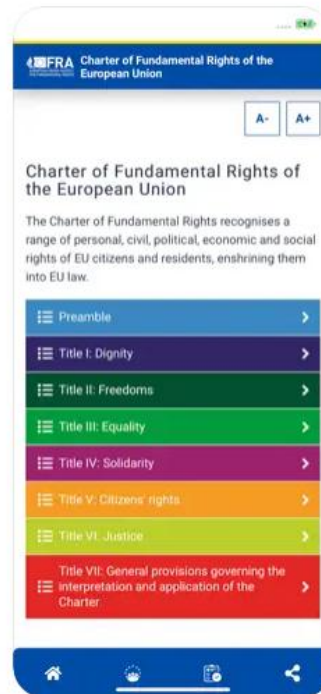 FRA
Charter of Fundamental Rights of the
European Union
A-
A+
Charter of Fundamental Rights of
the European Union
The Charter of Fundamental Rights recognises a
range of personal, civil, political, economic and social
rights of EU citizens and residents, enshrining them
into EU law.
Preamble
Title I: Dignity
Title II: Freedoms
Title III: Equality
Title IV: Solidarity
Title V: Citizens' rights
Title VI: Justice
Title VII: General provisions governing the
interpretation and application of the
Charter